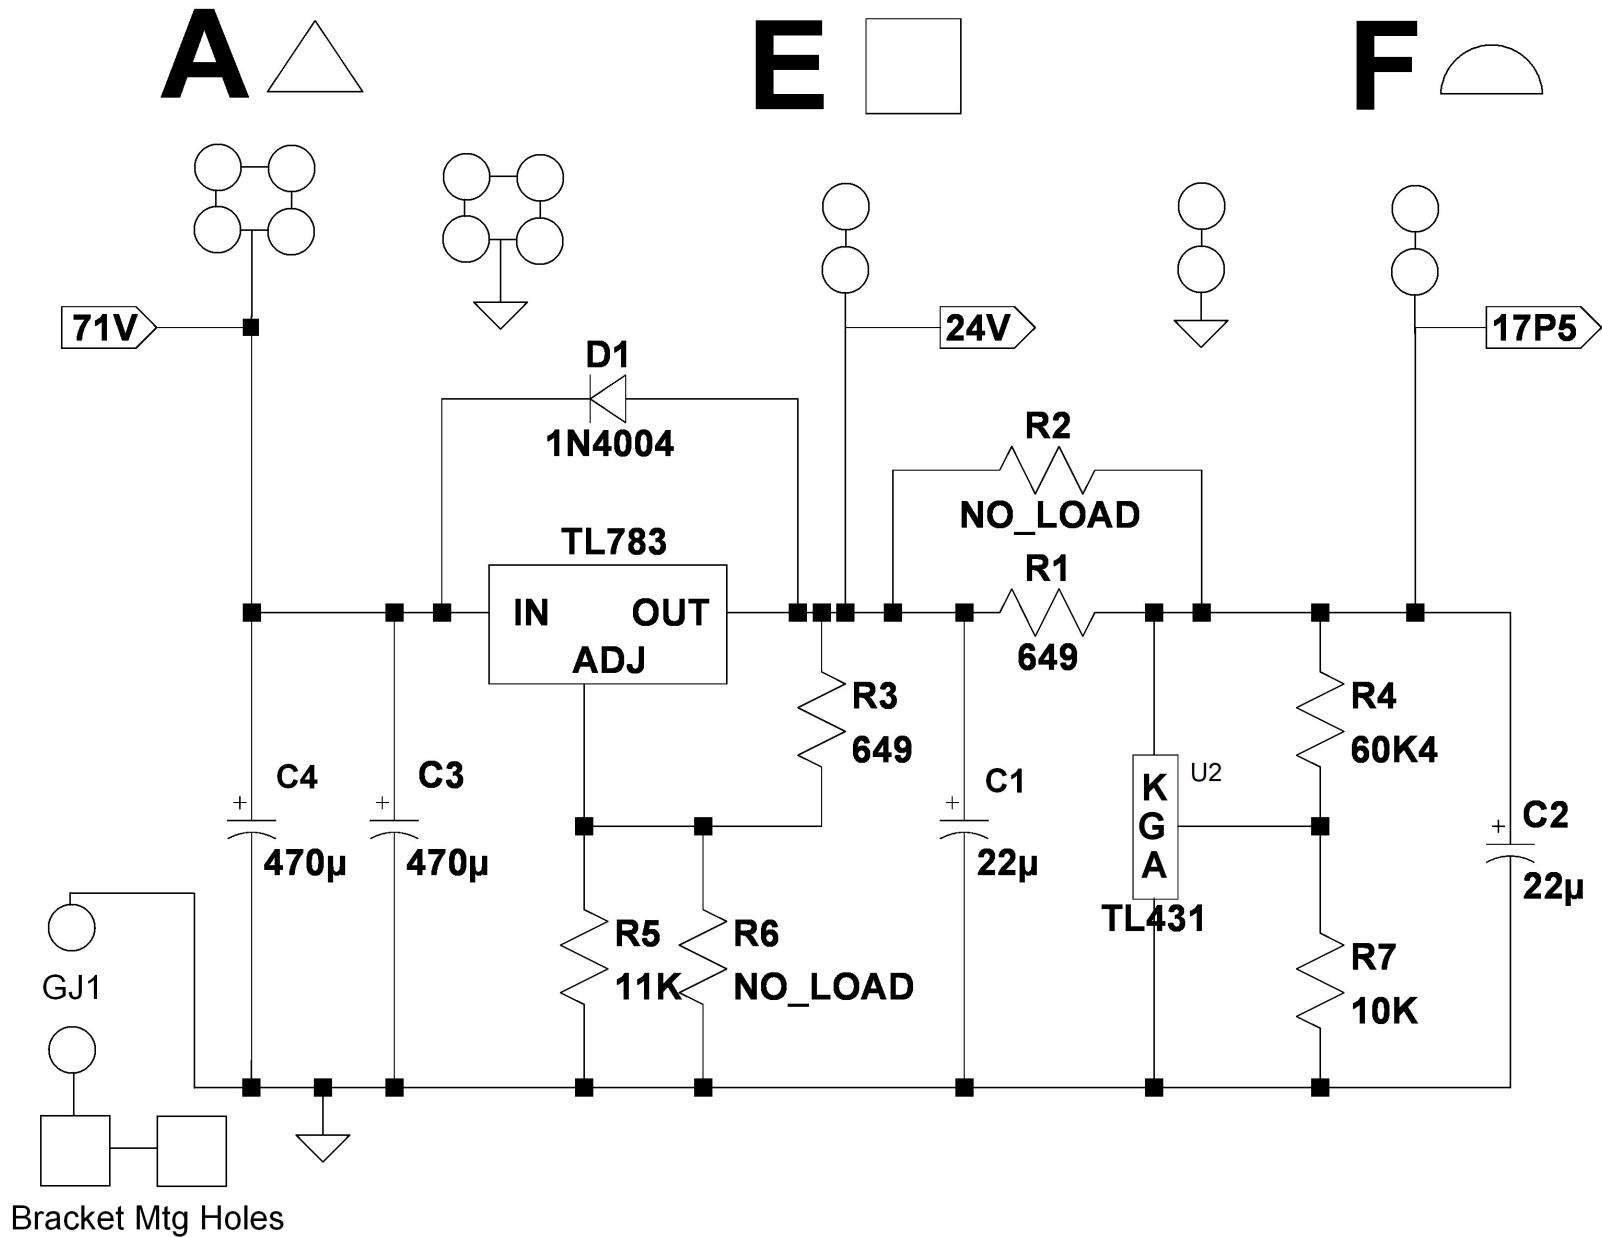 A
E
F
71V
24V
17P5
D1
1N4004
R2
NO_LOAD
TL783
IN
OUT
ADJ
R1
649
R3
649
R4
60K4
C4
+
470µ
C3
+
470µ
C1
+
22µ
K
G
A
U2
TL431
C2
+
22µ
GJ1
R5
11K
R6
NO_LOAD
R7
10K
Bracket Mtg Holes